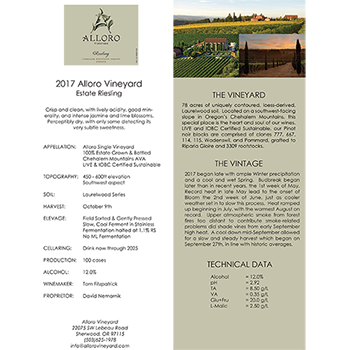 ALLORO
VINEYARD
Riesling
2017 Alloro Vineyard
Estate Riesling
Crisp and clean, with lively acidity, good min-
erality, and intense jasmine and lime blossoms.
Perceptibly dry, with only some detecting its
very subtle sweetness.
APPELLATION: Alloro Single Vineyard
100% Estate Grown & Bottled
Chehalem Mountains AVA
LIVE & IOBC Certified Sustainable
TOPOGRAPHY: 450 - 600ft elevation
Southwest aspect
SOIL: Laurelwood Series
HARVEST: October 9th
ELEVAGE: Field Sorted & Gently Pressed
Slow, Cool Ferment in Stainless
Fermentation halted at 1.1% RS
No ML Fermentation
CELLARING: Drink now through 2025
PRODUCTION: 100 cases
ALCOHOL: 12.0%
WINEMAKER: Tom Fitzpatrick
PROPRIETOR: David Nemarnik
Alloro Vineyard
22075 SW Lebeau Road
Sherwood, OR 97115
(503)625-1978
info@allorovineyard.com
THE VINEYARD
78 acres of uniquely contoured, loess-derived,
Laurelwood soil. Located on a southwest-facing
slope in Oregon's Chehalem Mountains, this
special place is the heart and soul of our wines.
LIVE and IOBC Certified Sustainable, our Pinot
noir blocks are comprised of clones 777, 667,
114, 115, Wadenswil, and Pommard, grafted to
Riparia Gloire and 3309 rootstocks.
THE VINTAGE
2017 began late with ample Winter precipitation
and a cool and wet Spring. Budbreak began
later than in recent years, the 1st week of May.
Record heat in late May lead to the onset of
Bloom the 2nd week of June, just as cooler
weather set in to slow this process. Heat ramped
up beginning in July, with the warmest August on
record. Upper atmospheric smoke from forest
fires too distant to contribute smoke-related
problems did shade vines from early September
high heat. A cool down mid-September allowed
for a slow and steady harvest which began on
September 27th, in line with historic averages.
TECHNICAL DATA
Alcohol = 12.0%
pH = 2.92
TA = 8.50 g/L
VA = 0.35 g/L
Glu+Fru = 23.0 g/L
L-Malic = 2.50 g/L